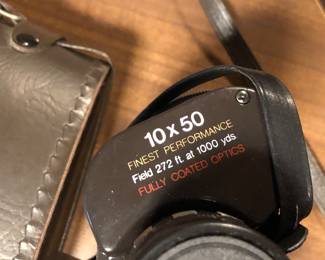 10 x 50
FINEST PERFORMANCE
Field 272 ft. at 1000 yds
FULLY COATED OPTICS